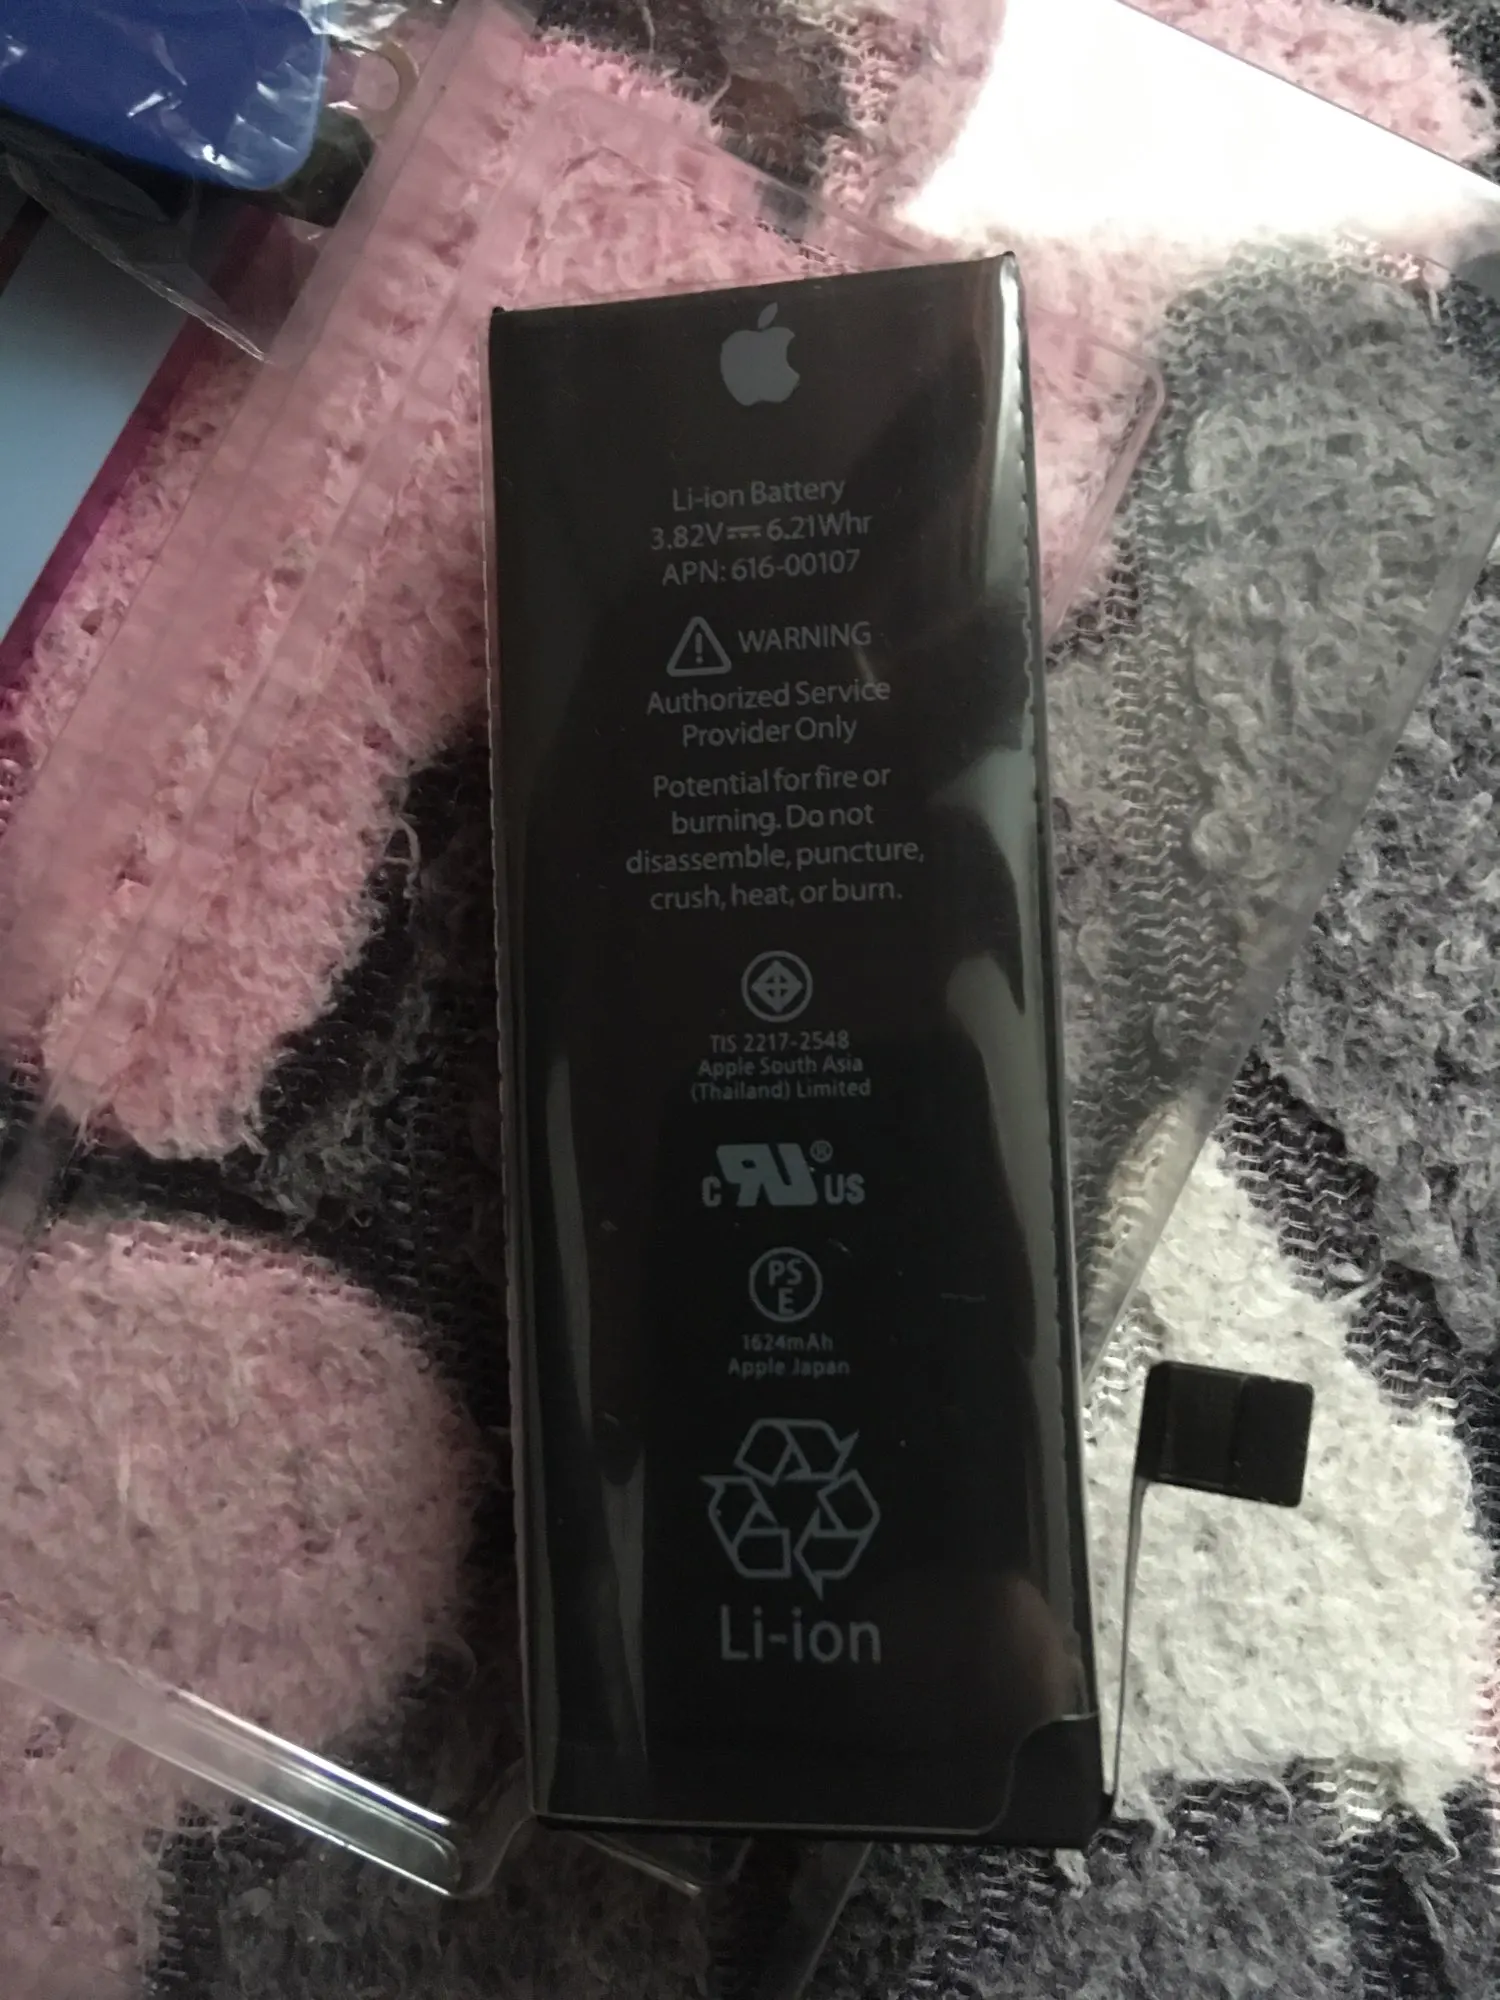 Li-ion Battery
3.82V⎓6.21Whr
APN: 616-00107
WARNING
Authorized Service
Provider Only
Potential for fire or
burning. Do not
disassemble, puncture,
crush, heat, or burn.
TIS 2217-2548
Apple South Asia
(Thailand) Limited
c RU® US
PS
E
1624mAh
Apple Japan
Li-ion